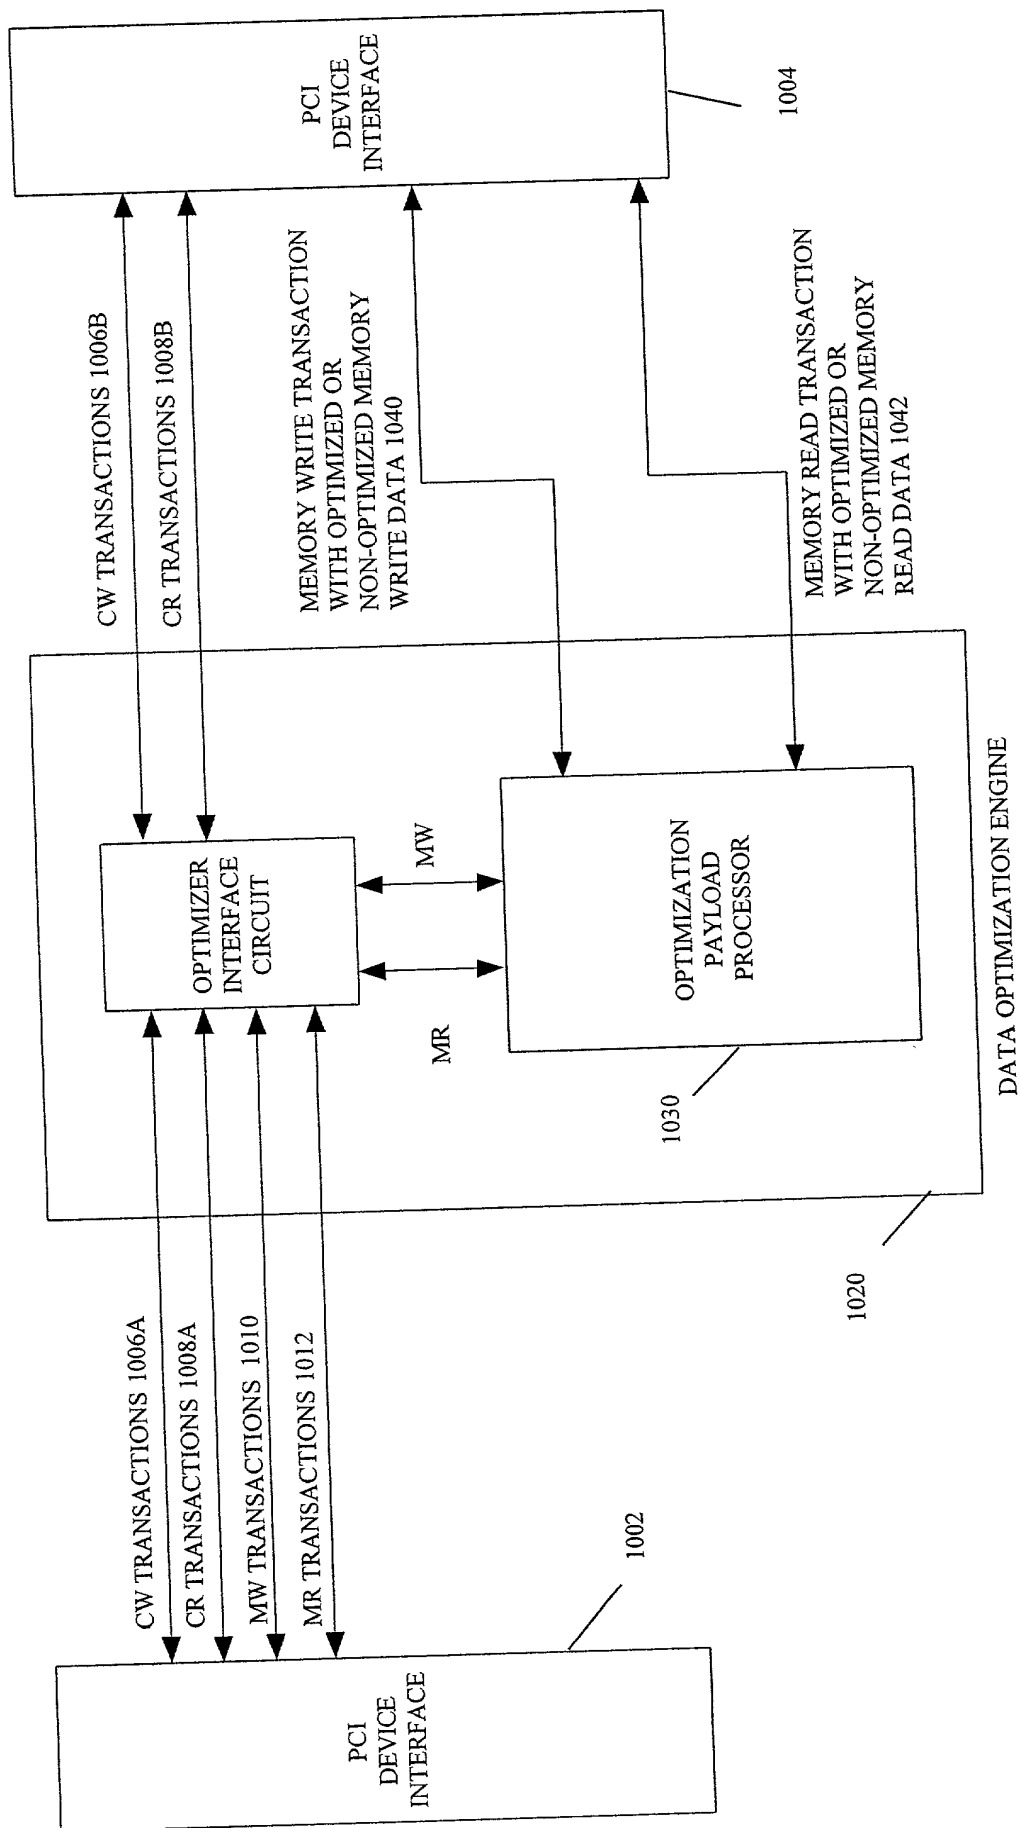 PCI
DEVICE
INTERFACE
1002
CW TRANSACTIONS 1006A
CR TRANSACTIONS 1008A
MW TRANSACTIONS 1010
MR TRANSACTIONS 1012
OPTIMIZER
INTERFACE
CIRCUIT
MR
MW
OPTIMIZATION
PAYLOAD
PROCESSOR
1030
1020
DATA OPTIMIZATION ENGINE
CW TRANSACTIONS 1006B
CR TRANSACTIONS 1008B
MEMORY WRITE TRANSACTION
WITH OPTIMIZED OR
NON-OPTIMIZED MEMORY
WRITE DATA 1040
MEMORY READ TRANSACTION
WITH OPTIMIZED OR
NON-OPTIMIZED MEMORY
READ DATA 1042
PCI
DEVICE
INTERFACE
1004